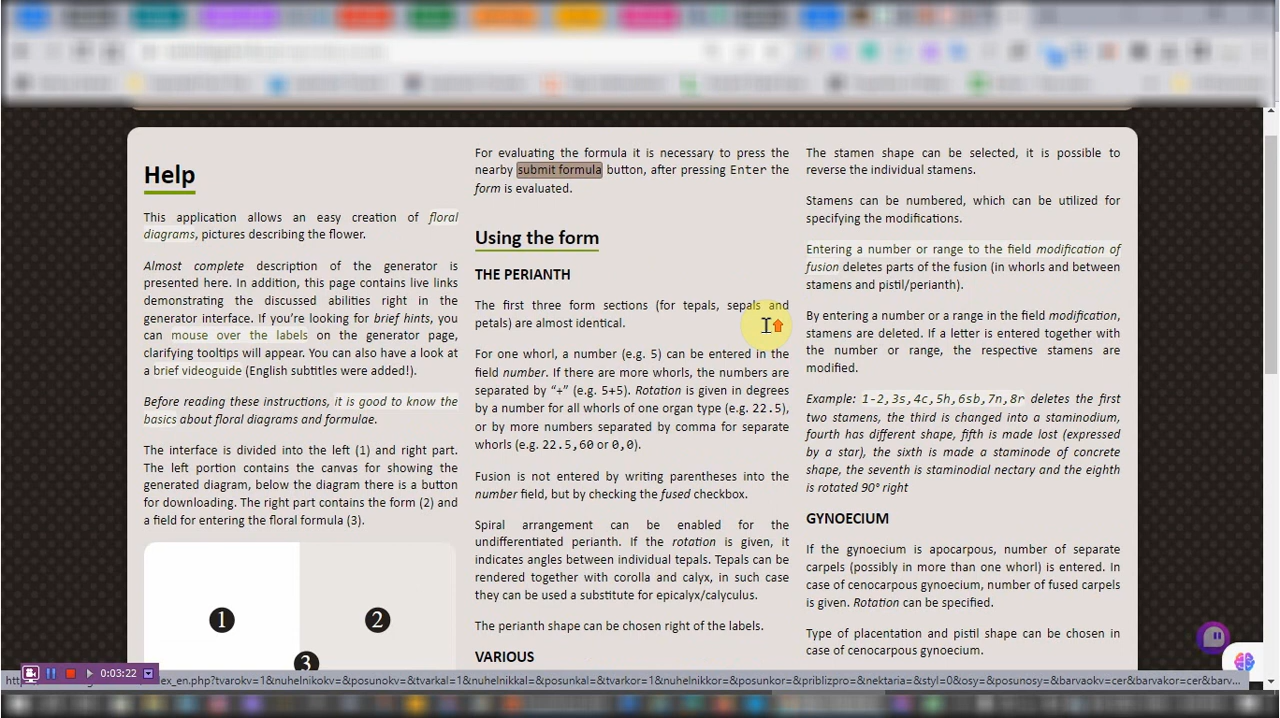 Help
This application allows an easy creation of floral
diagrams, pictures describing the flower.
Almost complete description of the generator is
presented here. In addition, this page contains live links
demonstrating the discussed abilities right in the
generator interface. If you’re looking for brief hints, you
can mouse over the labels on the generator page,
clarifying tooltips will appear. You can also have a look at
a brief videoguide (English subtitles were added!).
Before reading these instructions, it is good to know the
basics about floral diagrams and formulae.
The interface is divided into the left (1) and right part.
The left portion contains the canvas for showing the
generated diagram, below the diagram there is a button
for downloading. The right part contains the form (2) and
a field for entering the floral formula (3).
1
2
3
For evaluating the formula it is necessary to press the
nearby submit formula button, after pressing Enter the
form is evaluated.
Using the form
THE PERIANTH
The first three form sections (for tepals, sepals and
petals) are almost identical.
For one whorl, a number (e.g. 5) can be entered in the
field number. If there are more whorls, the numbers are
separated by “+” (e.g. 5+5). Rotation is given in degrees
by a number for all whorls of one organ type (e.g. 22.5),
or by more numbers separated by comma for separate
whorls (e.g. 22.5,60 or 0,0).
Fusion is not entered by writing parentheses into the
number field, but by checking the fused checkbox.
Spiral arrangement can be enabled for the
undifferentiated perianth. If the rotation is given, it
indicates angles between individual tepals. Tepals can be
rendered together with corolla and calyx, in such case
they can be used a substitute for epicalyx/calyculus.
The perianth shape can be chosen right of the labels.
VARIOUS
The stamen shape can be selected, it is possible to
reverse the individual stamens.
Stamens can be numbered, which can be utilized for
specifying the modifications.
Entering a number or range to the field modification of
fusion deletes parts of the fusion (in whorls and between
stamens and pistil/perianth).
By entering a number or a range in the field modification,
stamens are deleted. If a letter is entered together with
the number or range, the respective stamens are
modified.
Example: 1-2,3s,4c,5h,6sb,7n,8r deletes the first
two stamens, the third is changed into a staminodium,
fourth has different shape, fifth is made lost (expressed
by a star), the sixth is made a staminode of concrete
shape, the seventh is staminodial nectary and the eighth
is rotated 90° right
GYNOECIUM
If the gynoecium is apocarpous, number of separate
carpels (possibly in more than one whorl) is entered. In
case of cenocarpous gynoecium, number of fused carpels
is given. Rotation can be specified.
Type of placentation and pistil shape can be chosen in
case of cenocarpous gynoecium.
0:03:22
ex_en.php?tvarokv=1&nuhelnikokv=&posunokv=&tvarkal=1&nuhelnikkal=&posunkal=&tvarkor=1&nuhelnikkor=&posunkor=&priblizpro=&nektaria=&styl=0&osy=&posunosy=&barvaokv=cer&barvakor=cer&barv...